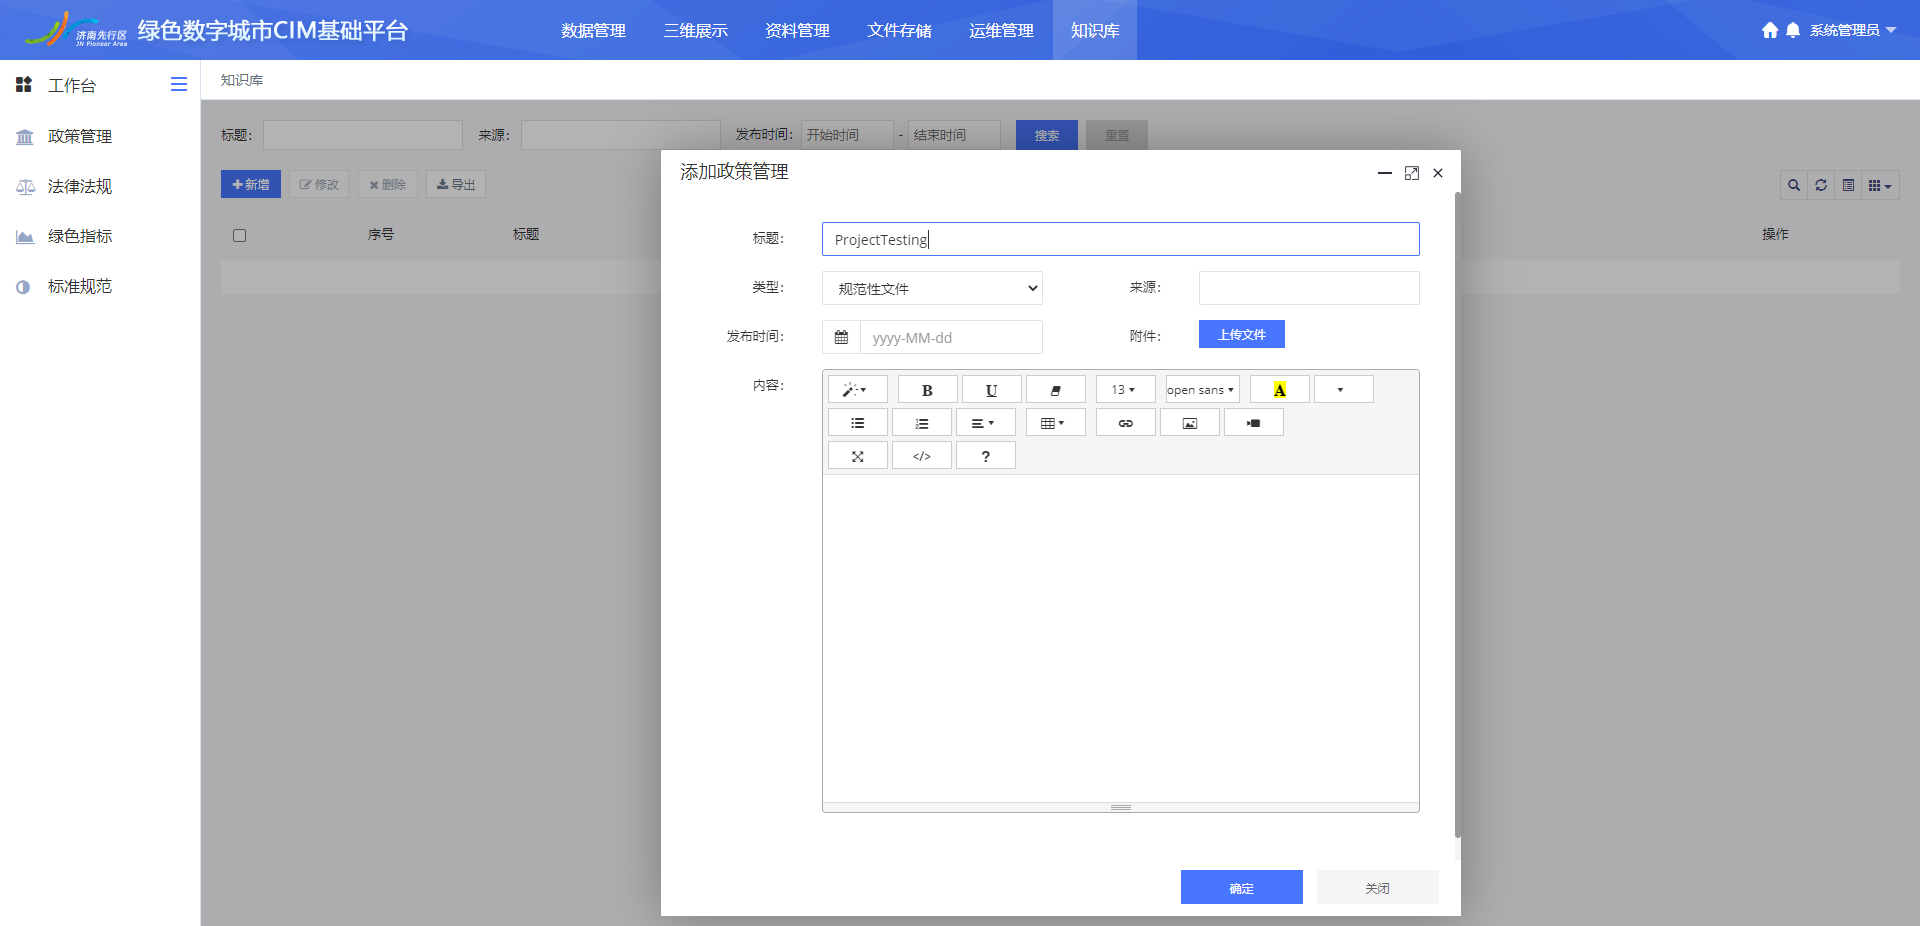 济南先行区
JN Pioneer Area
绿色数字城市CIM基础平台
数据管理 三维展示 资料管理 文件存储 运维管理 知识库
系统管理员
工作台
政策管理
法律法规
绿色指标
标准规范
知识库
标题： 来源： 发布时间： 开始时间 - 结束时间 搜索 重置
新增 修改 删除 导出
序号 标题 操作
添加政策管理
标题： ProjectTesting
类型： 规范性文件 来源：
发布时间： yyyy-MM-dd 附件： 上传文件
内容：
B U 13 open sans A
</> ?
确定 关闭